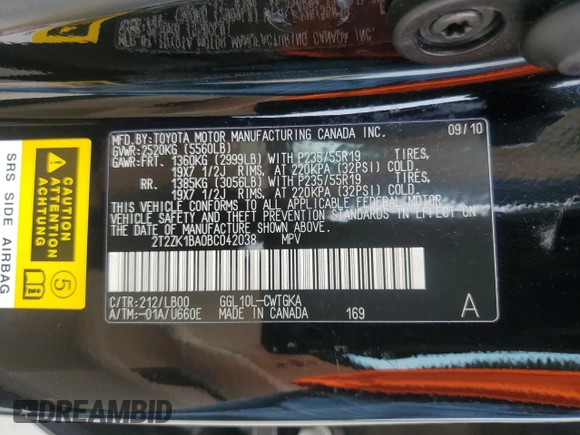 MFD.BY:TOYOTA MOTOR MANUFACTURING CANADA INC.
09/10
GVWR:2520KG (5560LB)
GAWR:FRT. 1360KG (2999LB) WITH P235/55R19 TIRES,
19X7 1/2J RIMS, AT 220KPA (32PSI) COLD.
RR. 1385KG (3056LB) WITH P235/55R19 TIRES,
19X7 1/2J RIMS, AT 220KPA (32PSI) COLD.
THIS VEHICLE CONFORMS TO ALL APPLICABLE FEDERAL MOTOR
VEHICLE SAFETY AND THEFT PREVENTION STANDARDS IN EFFECT ON
THE DATE OF MANUFACTURE SHOWN ABOVE.
2T2ZK1BA0BC042038 MPV
C/TR:212/LB00 GGL10L-CWTGKA
A/TM:-01A/U660E MADE IN CANADA 169
A
SRS SIDE AIRBAG
CAUTION
ATTENTION
5
DREAMBID